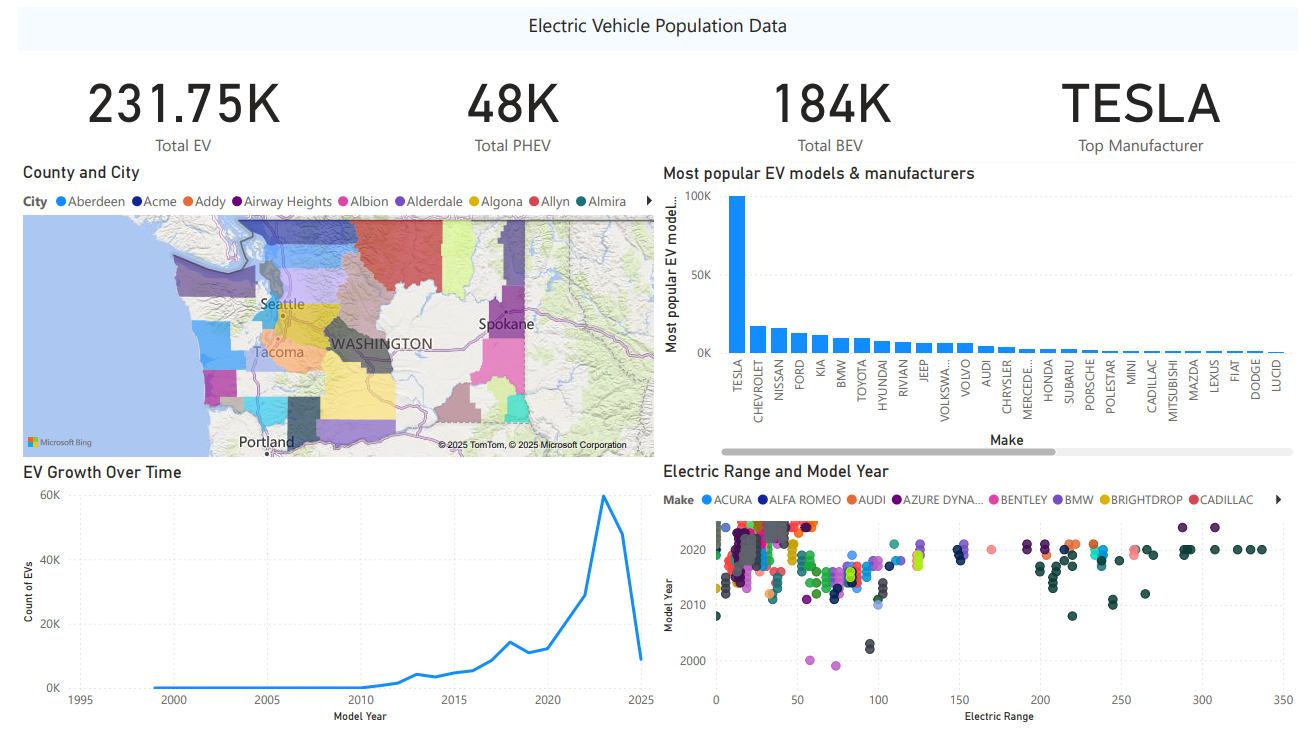 Electric Vehicle Population Data
231.75K
Total EV
48K
Total PHEV
184K
Total BEV
TESLA
Top Manufacturer
County and City
City Aberdeen Acme Addy Airway Heights Albion Alderdale Algona Allyn Almira
Seattle
Tacoma
WASHINGTON
Spokane
Portland
Microsoft Bing
© 2025 TomTom, © 2025 Microsoft Corporation
Most popular EV models & manufacturers
Most popular EV model...
100K
50K
0K
TESLA
CHEVROLET
NISSAN
FORD
KIA
BMW
TOYOTA
HYUNDAI
RIVIAN
JEEP
VOLKSWA...
VOLVO
AUDI
CHRYSLER
MERCEDE...
HONDA
SUBARU
PORSCHE
POLESTAR
MINI
CADILLAC
MITSUBISHI
MAZDA
LEXUS
FIAT
DODGE
LUCID
Make
EV Growth Over Time
Count of EVs
60K
40K
20K
0K
1995 2000 2005 2010 2015 2020 2025
Model Year
Electric Range and Model Year
Make ACURA ALFA ROMEO AUDI AZURE DYNA... BENTLEY BMW BRIGHTDROP CADILLAC
Model Year
2020
2010
2000
0 50 100 150 200 250 300 350
Electric Range